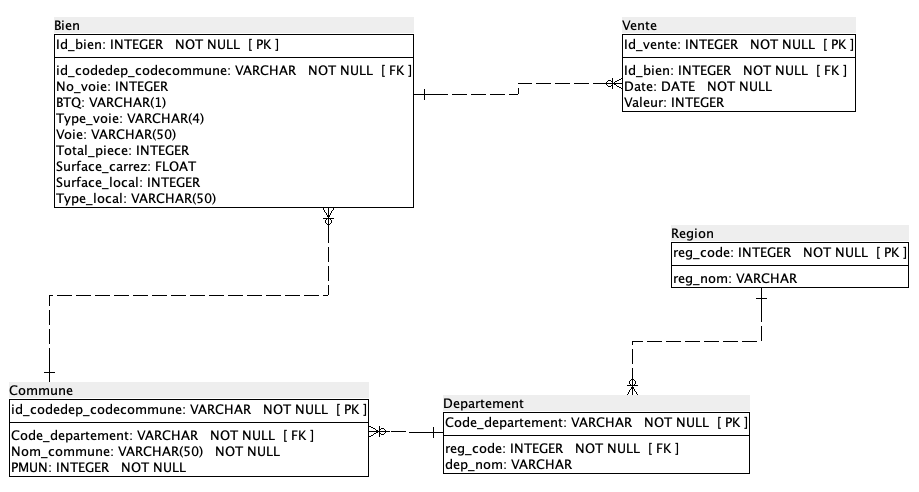 Bien
Id_bien: INTEGER NOT NULL [ PK ]
id_codedep_codecommune: VARCHAR NOT NULL [ FK ]
No_voie: INTEGER
BTQ: VARCHAR(1)
Type_voie: VARCHAR(4)
Voie: VARCHAR(50)
Total_piece: INTEGER
Surface_carrez: FLOAT
Surface_local: INTEGER
Type_local: VARCHAR(50)
Vente
Id_vente: INTEGER NOT NULL [ PK ]
Id_bien: INTEGER NOT NULL [ FK ]
Date: DATE NOT NULL
Valeur: INTEGER
Region
reg_code: INTEGER NOT NULL [ PK ]
reg_nom: VARCHAR
Commune
id_codedep_codecommune: VARCHAR NOT NULL [ PK ]
Code_departement: VARCHAR NOT NULL [ FK ]
Nom_commune: VARCHAR(50) NOT NULL
PMUN: INTEGER NOT NULL
Departement
Code_departement: VARCHAR NOT NULL [ PK ]
reg_code: INTEGER NOT NULL [ FK ]
dep_nom: VARCHAR